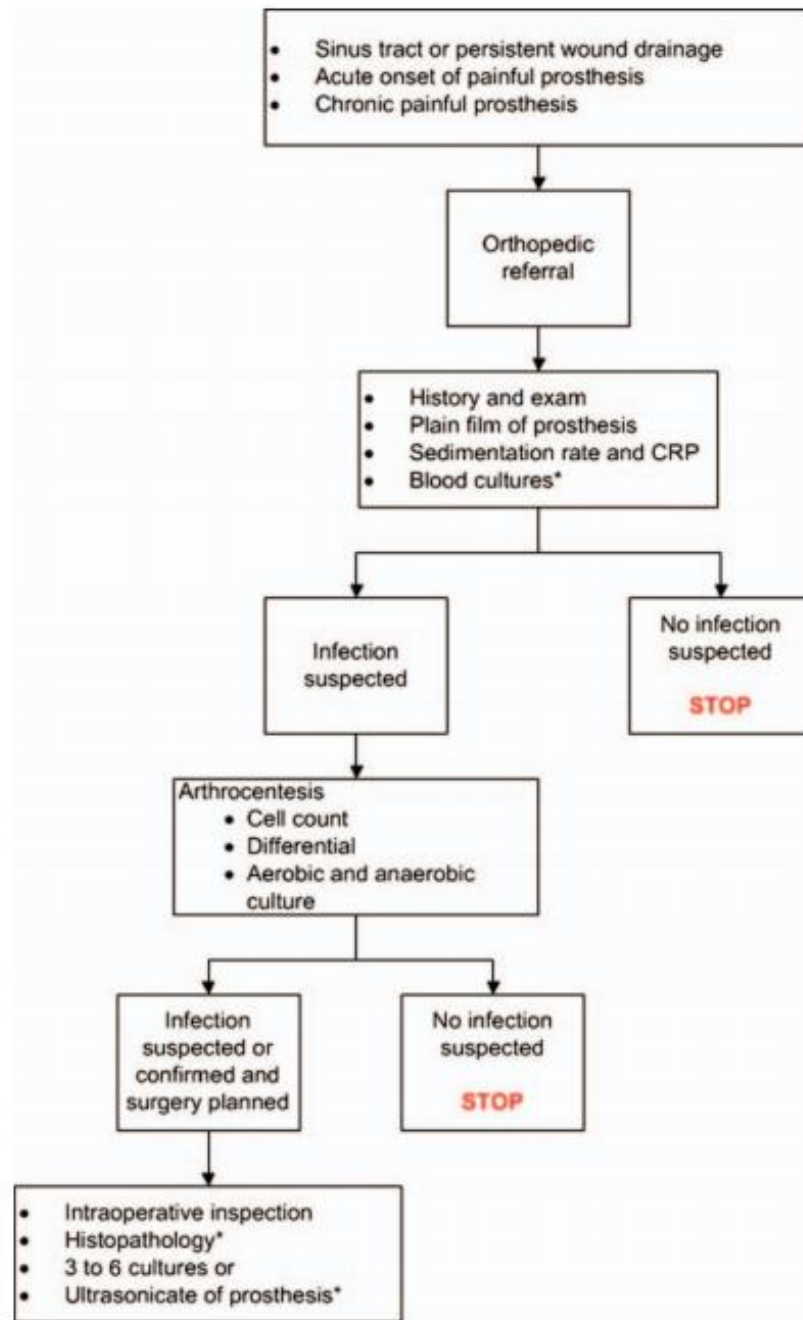 • Sinus tract or persistent wound drainage
• Acute onset of painful prosthesis
• Chronic painful prosthesis
Orthopedic
referral
• History and exam
• Plain film of prosthesis
• Sedimentation rate and CRP
• Blood cultures*
Infection
suspected
No infection
suspected
STOP
Arthrocentesis
• Cell count
• Differential
• Aerobic and anaerobic
culture
Infection
suspected or
confirmed and
surgery planned
No infection
suspected
STOP
• Intraoperative inspection
• Histopathology*
• 3 to 6 cultures or
• Ultrasonicate of prosthesis*